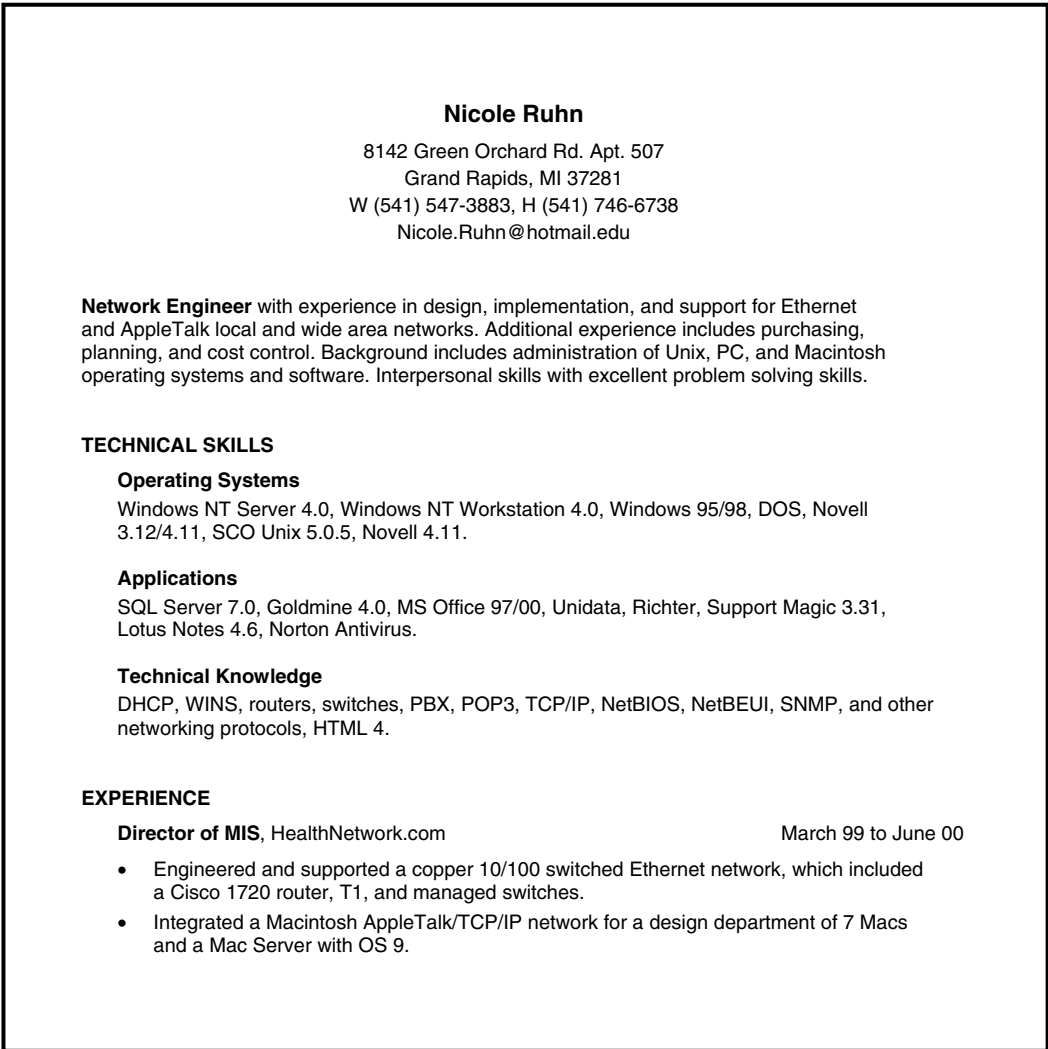 Nicole Ruhn
8142 Green Orchard Rd. Apt. 507
Grand Rapids, MI 37281
W (541) 547-3883, H (541) 746-6738
Nicole.Ruhn@hotmail.edu
Network Engineer with experience in design, implementation, and support for Ethernet
and AppleTalk local and wide area networks. Additional experience includes purchasing,
planning, and cost control. Background includes administration of Unix, PC, and Macintosh
operating systems and software. Interpersonal skills with excellent problem solving skills.
TECHNICAL SKILLS
Operating Systems
Windows NT Server 4.0, Windows NT Workstation 4.0, Windows 95/98, DOS, Novell
3.12/4.11, SCO Unix 5.0.5, Novell 4.11.
Applications
SQL Server 7.0, Goldmine 4.0, MS Office 97/00, Unidata, Richter, Support Magic 3.31,
Lotus Notes 4.6, Norton Antivirus.
Technical Knowledge
DHCP, WINS, routers, switches, PBX, POP3, TCP/IP, NetBIOS, NetBEUI, SNMP, and other
networking protocols, HTML 4.
EXPERIENCE
Director of MIS, HealthNetwork.com March 99 to June 00
• Engineered and supported a copper 10/100 switched Ethernet network, which included
a Cisco 1720 router, T1, and managed switches.
• Integrated a Macintosh AppleTalk/TCP/IP network for a design department of 7 Macs
and a Mac Server with OS 9.